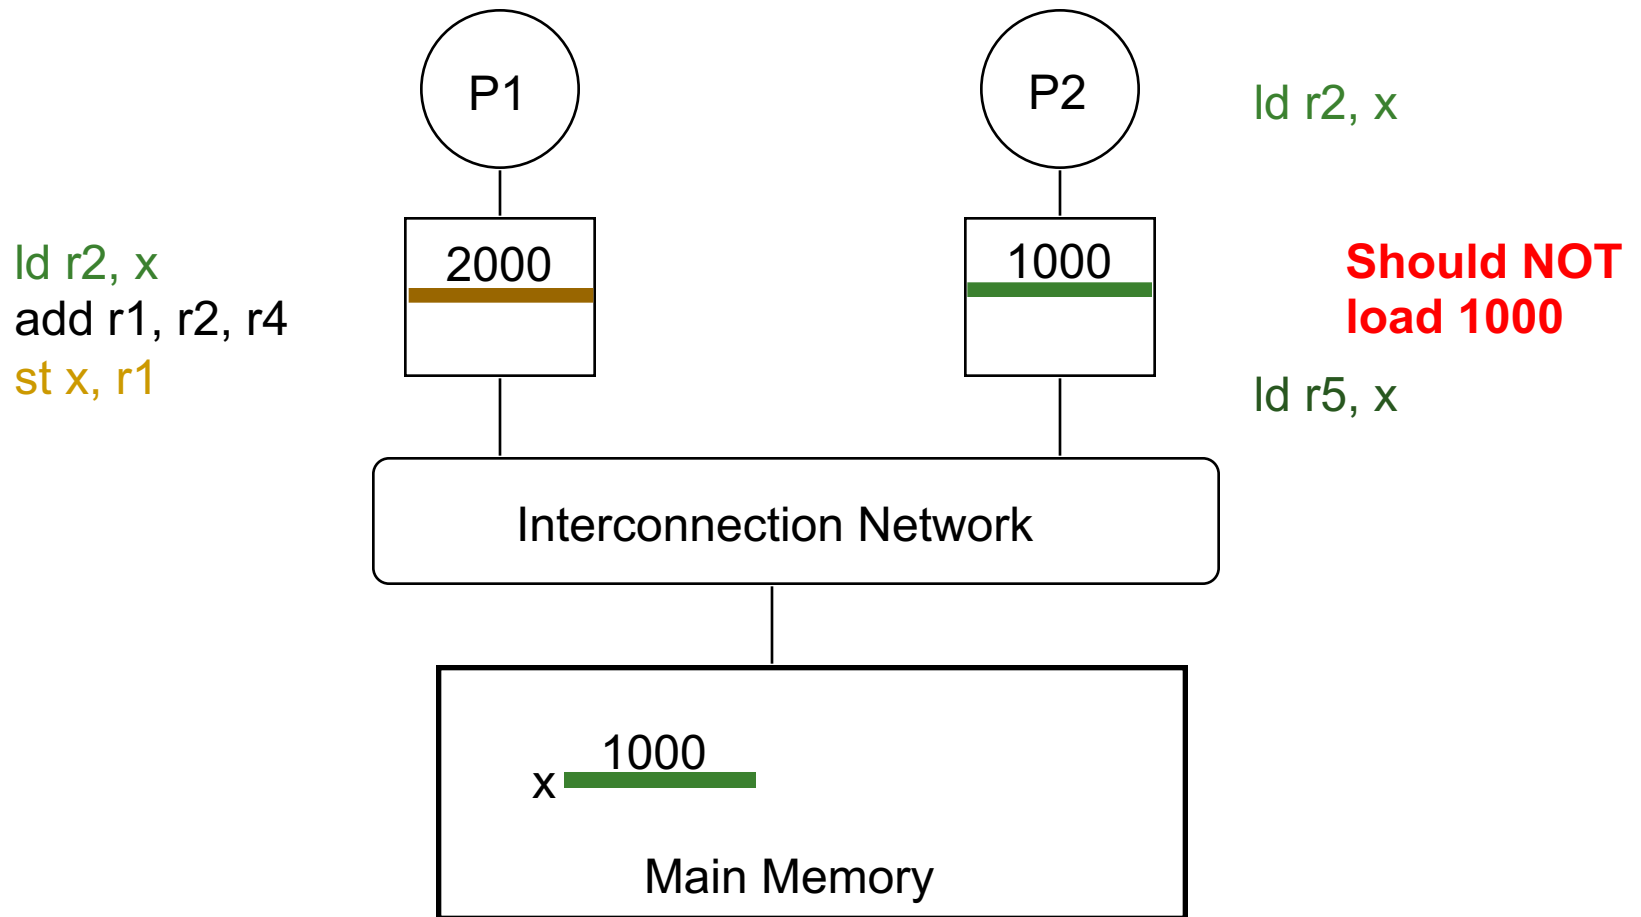 P1
P2
ld r2, x
ld r2, x
add r1, r2, r4
st x, r1
2000
1000
Should NOT
load 1000
ld r5, x
Interconnection Network
1000
x
Main Memory